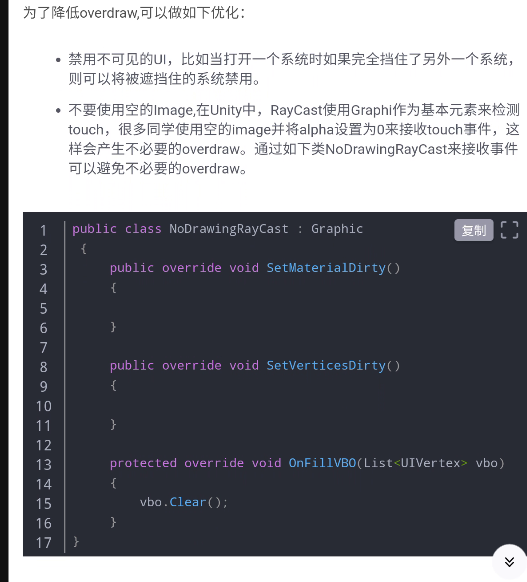 为了降低overdraw,可以做如下优化：
• 禁用不可见的UI，比如当打开一个系统时如果完全挡住了另外一个系统，
则可以将被遮挡住的系统禁用。
• 不要使用空的Image,在Unity中，RayCast使用Graphi作为基本元素来检测
touch，很多同学使用空的image并将alpha设置为0来接收touch事件，这
样会产生不必要的overdraw。通过如下类NoDrawingRayCast来接收事件
可以避免不必要的overdraw。
复制
1 public class NoDrawingRayCast : Graphic
2 {
3 public override void SetMaterialDirty()
4 {
5
6 }
7
8 public override void SetVerticesDirty()
9 {
10
11 }
12
13 protected override void OnFillVBO(List<UIVertex> vbo)
14 {
15 vbo.Clear();
16 }
17 }